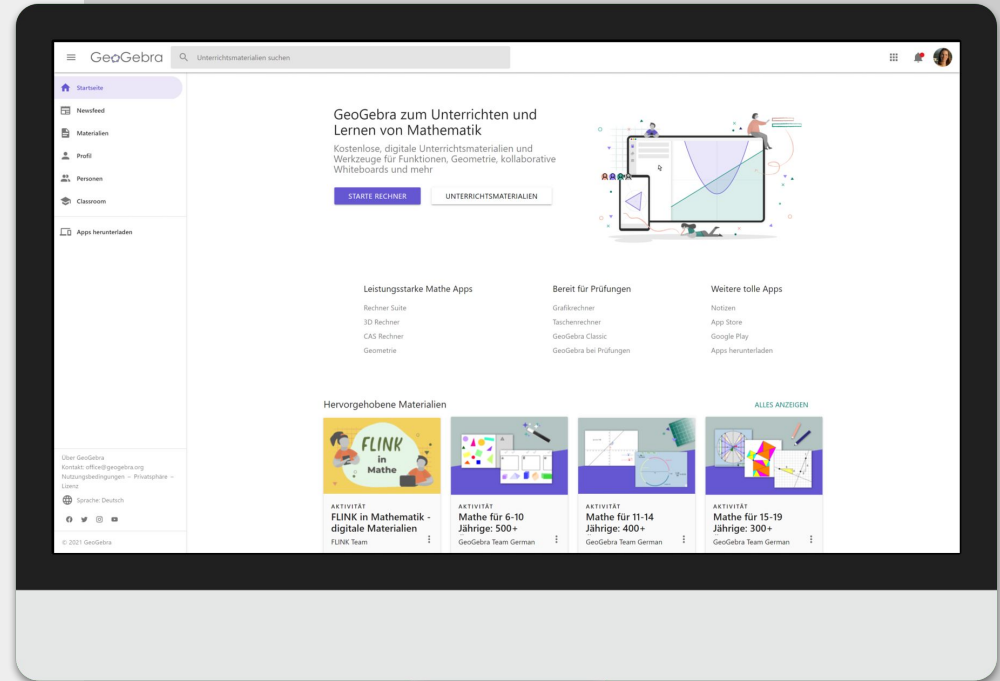 GeoGebra
Unterrichtsmaterialien suchen
Startseite
Newsfeed
Materialien
Profil
Personen
Classroom
Apps herunterladen
Über GeoGebra
Kontakt: office@geogebra.org
Nutzungsbedingungen – Privatsphäre –
Lizenz
Sprache: Deutsch
© 2021 GeoGebra
GeoGebra zum Unterrichten und
Lernen von Mathematik
Kostenlose, digitale Unterrichtsmaterialien und
Werkzeuge für Funktionen, Geometrie, kollaborative
Whiteboards und mehr
STARTE RECHNER
UNTERRICHTSMATERIALIEN
Leistungsstarke Mathe Apps
Rechner Suite
3D Rechner
CAS Rechner
Geometrie
Bereit für Prüfungen
Grafikrechner
Taschenrechner
GeoGebra Classic
GeoGebra bei Prüfungen
Weitere tolle Apps
Notizen
App Store
Google Play
Apps herunterladen
Hervorgehobene Materialien
ALLES ANZEIGEN
FLINK
in
Mathe
AKTIVITÄT
FLINK in Mathematik -
digitale Materialien
FLINK Team
AKTIVITÄT
Mathe für 6-10
Jährige: 500+
GeoGebra Team German
AKTIVITÄT
Mathe für 11-14
Jährige: 400+
GeoGebra Team German
AKTIVITÄT
Mathe für 15-19
Jährige: 300+
GeoGebra Team German